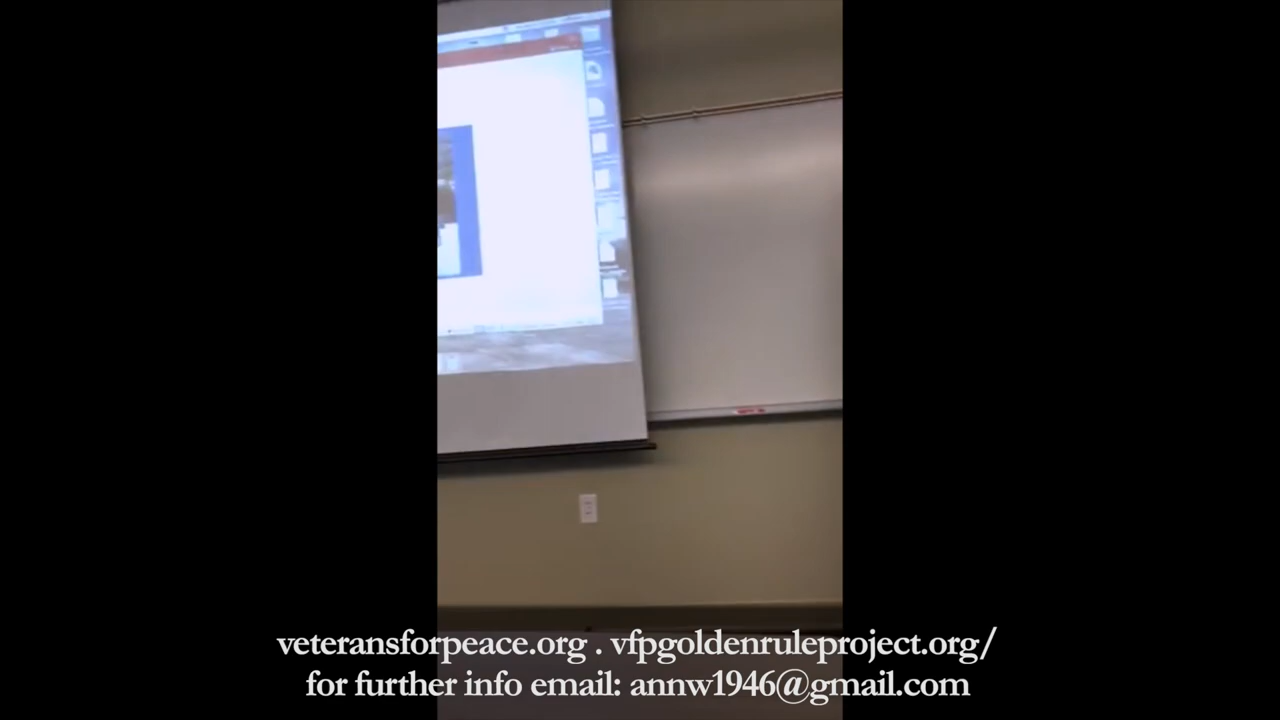 veteransforpeace.org . vfpgoldenruleproject.org/
for further info email: annw1946@gmail.com